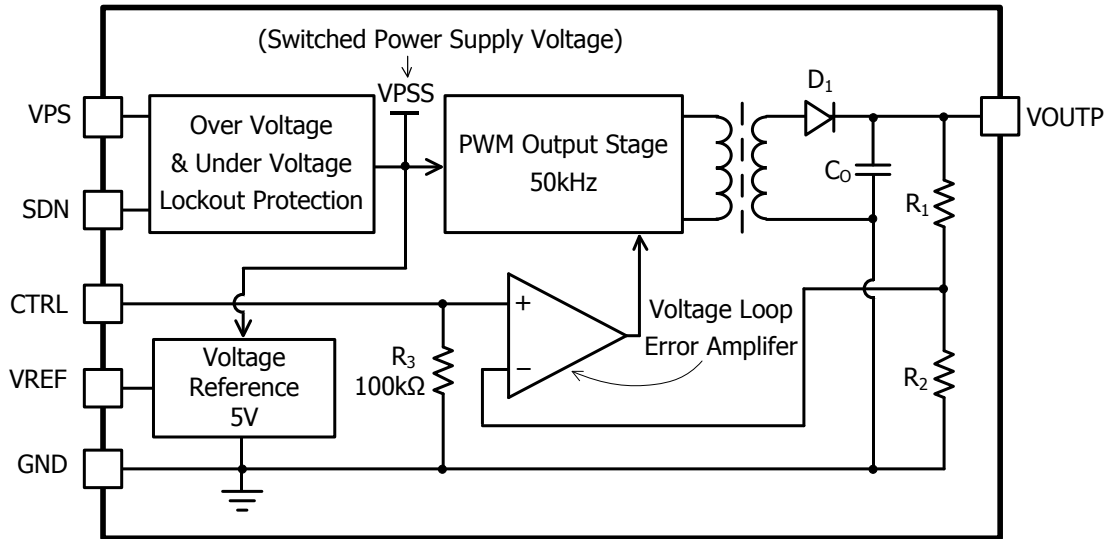 (Switched Power Supply Voltage)
VPSS
VPS
SDN
Over Voltage
& Under Voltage
Lockout Protection
PWM Output Stage
50kHz
D1
CO
R1
VOUTP
CTRL
+
−
Voltage Loop
Error Amplifer
R3
100kΩ
R2
VREF
Voltage
Reference
5V
GND